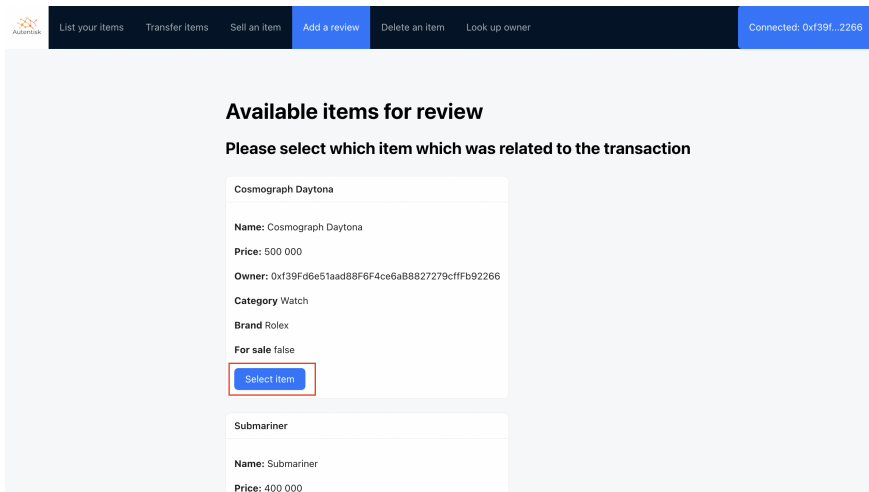 Autentisk
List your items
Transfer items
Sell an item
Add a review
Delete an item
Look up owner
Connected: 0xf39f...2266
Available items for review
Please select which item which was related to the transaction
Cosmograph Daytona
Name: Cosmograph Daytona
Price: 500 000
Owner: 0xf39Fd6e51aad88F6F4ce6aB8827279cffFb92266
Category Watch
Brand Rolex
For sale false
Select item
Submariner
Name: Submariner
Price: 400 000